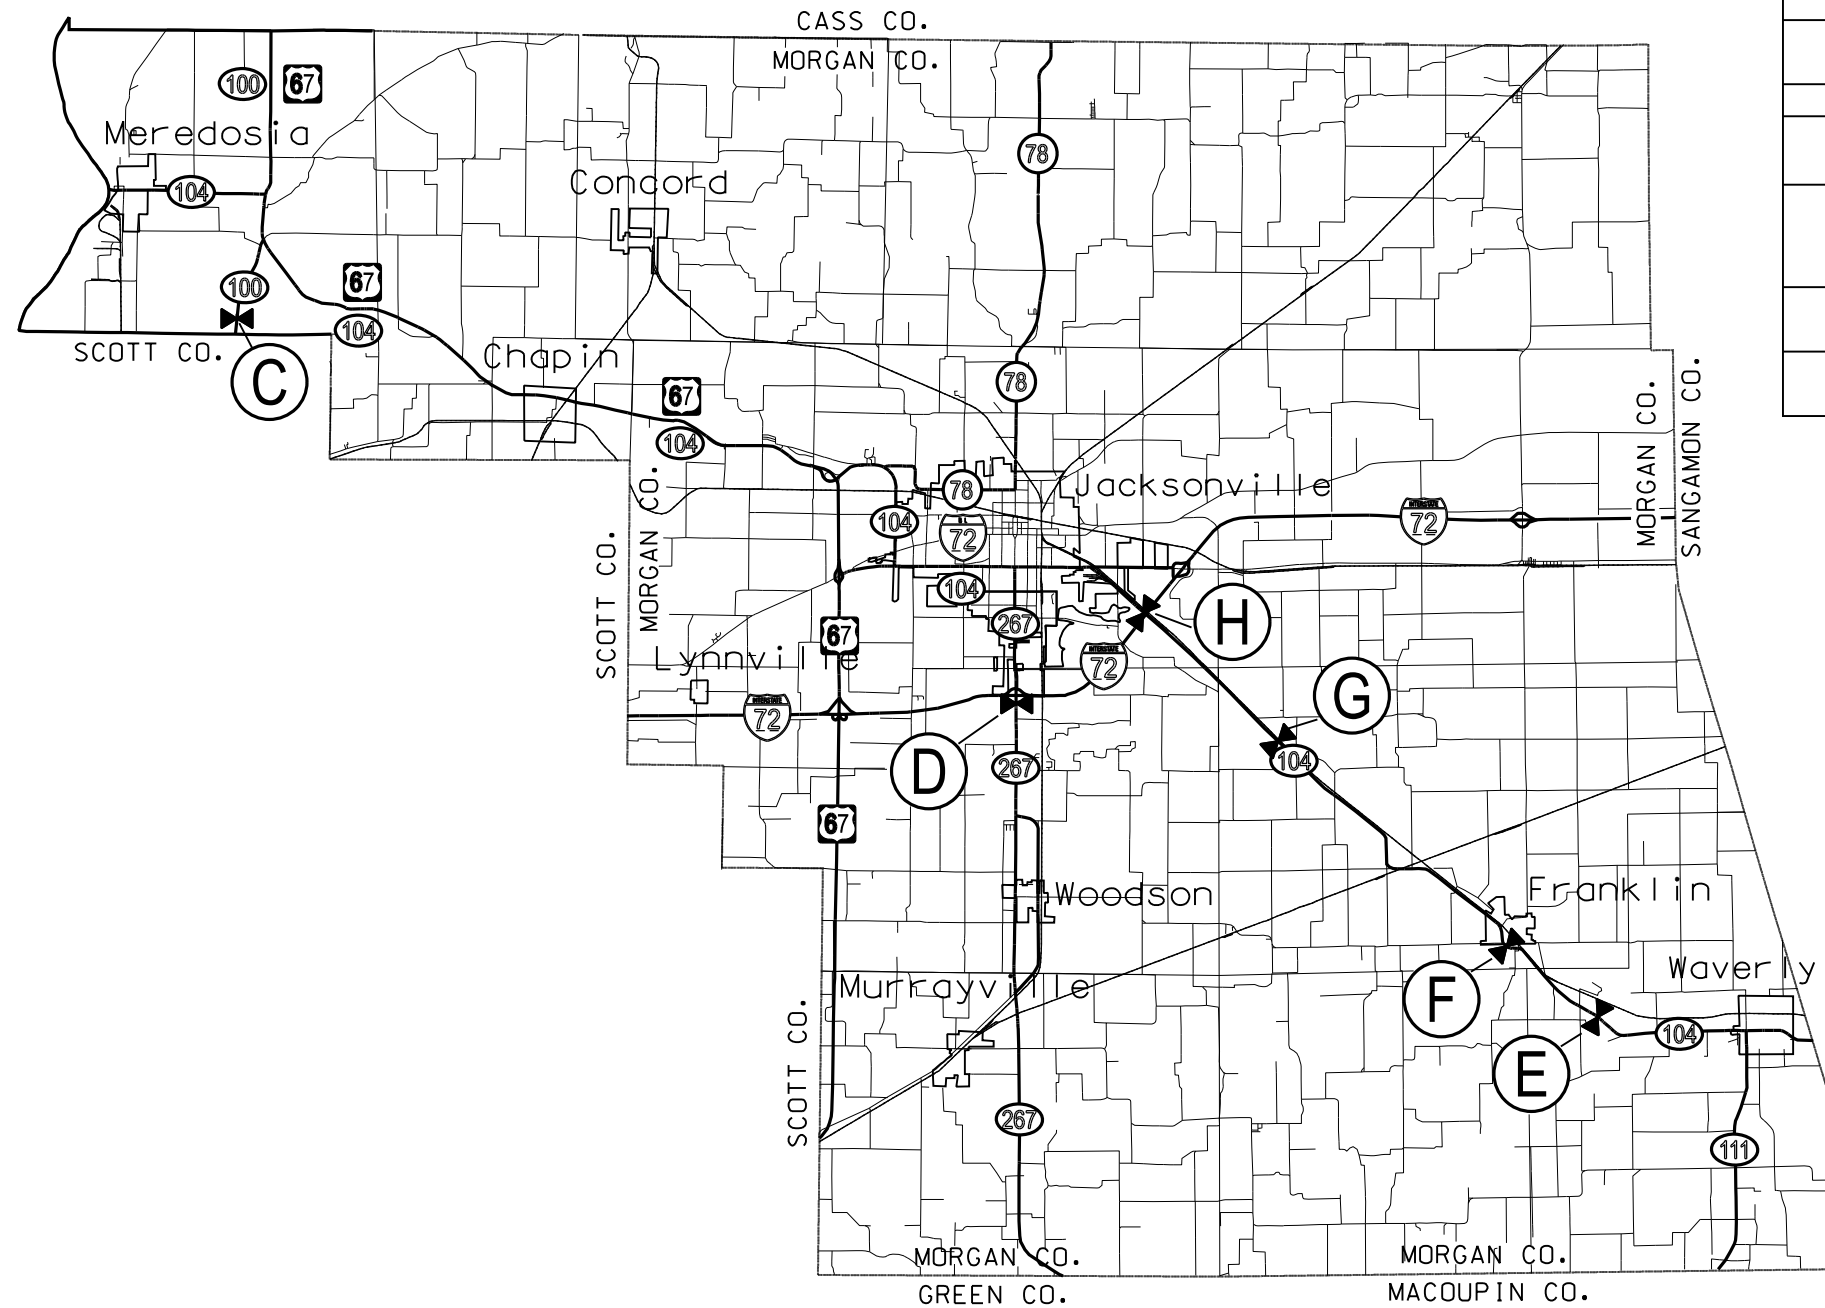 CASS CO.
MORGAN CO.
100
67
Meredosia
78
104
Concord
100
67
104
SCOTT CO.
C
Chapin
78
67
104
MORGAN CO.
SANGAMON CO.
78
Jacksonville
104
B.L.
72
INTERSTATE
72
SCOTT CO.
MORGAN CO.
104
267
H
67
Lynnville
INTERSTATE
72
G
INTERSTATE
72
D
267
104
67
Woodson
Franklin
Murrayville
F
Waverly
SCOTT CO.
104
E
267
111
MORGAN CO.
GREEN CO.
MORGAN CO.
MACOUPIN CO.